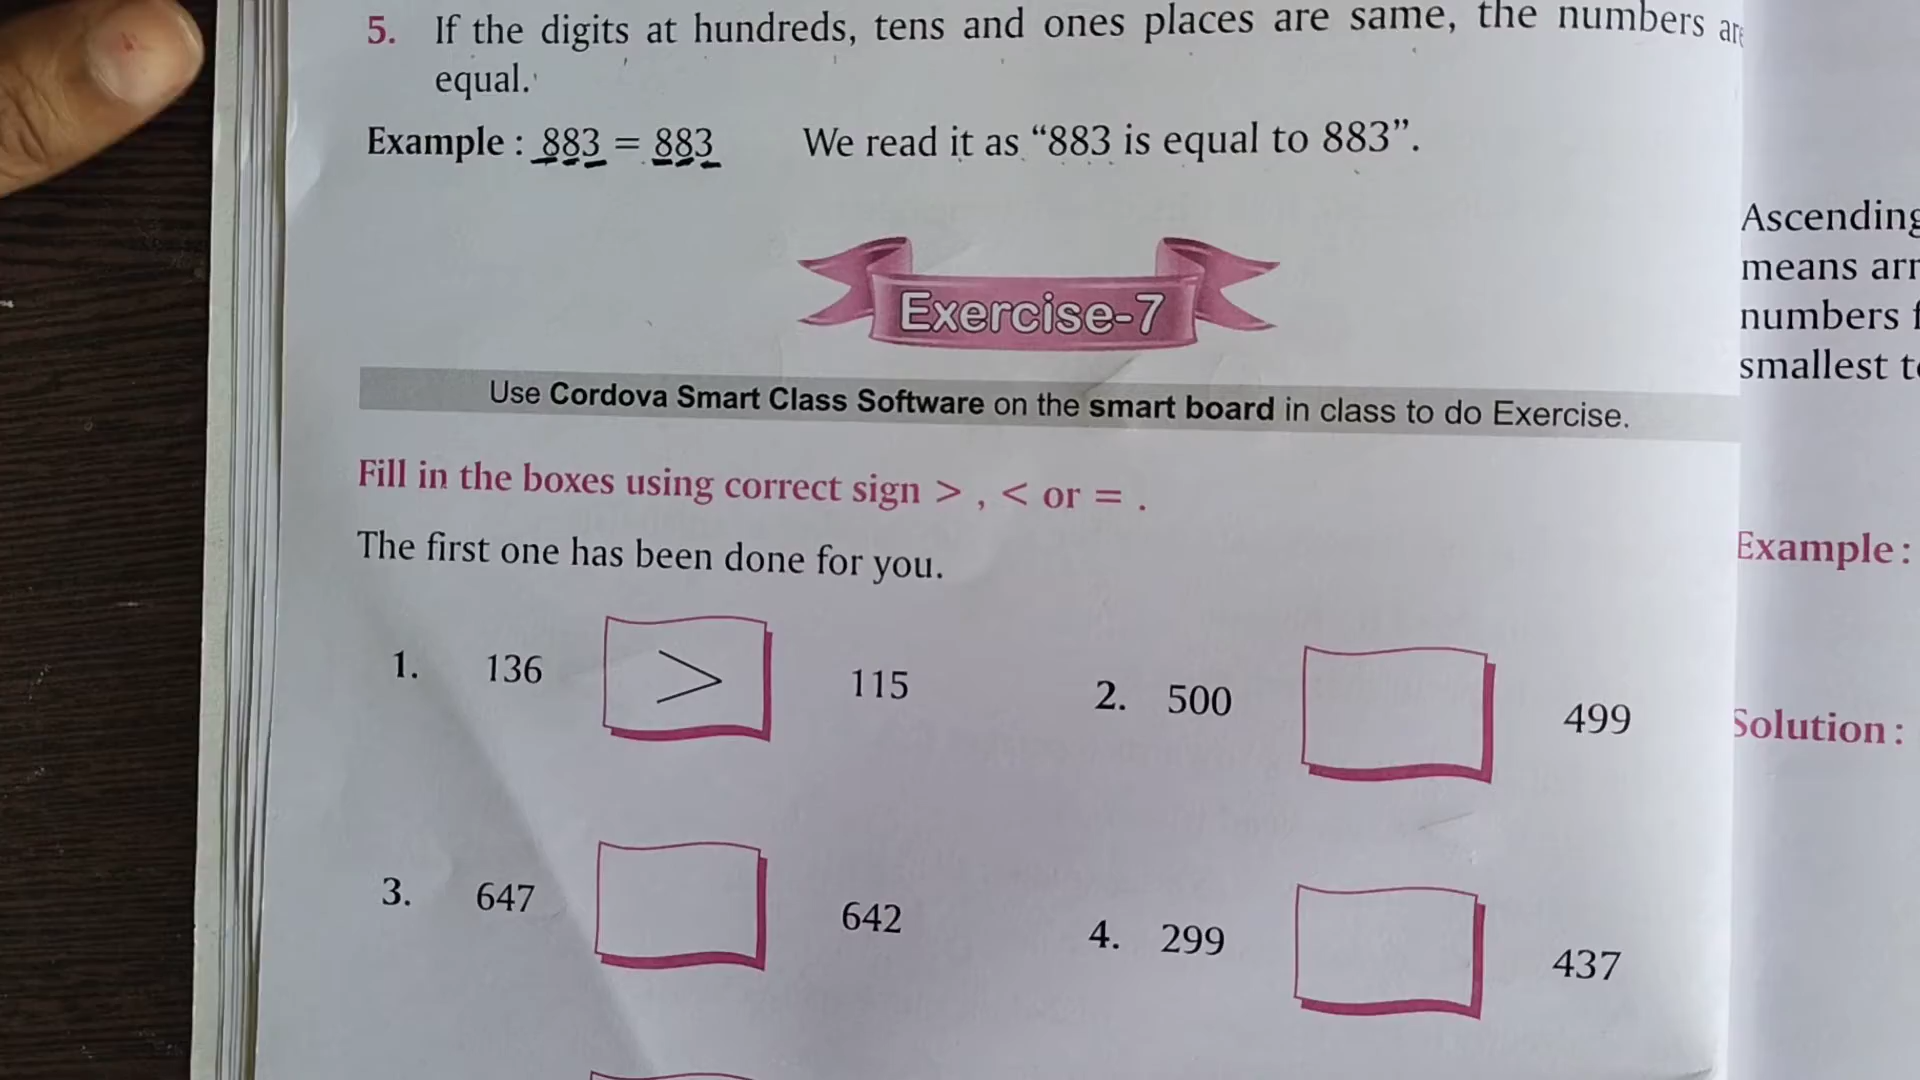 5. If the digits at hundreds, tens and ones places are same, the numbers are
equal.
Example : 883 = 883 We read it as “883 is equal to 883”.
Exercise-7
Use Cordova Smart Class Software on the smart board in class to do Exercise.
Fill in the boxes using correct sign > , < or = .
The first one has been done for you.
1. 136 > 115 2. 500 499
3. 647 642 4. 299 437
Ascending
means arr
numbers f
smallest to
Example :
Solution :